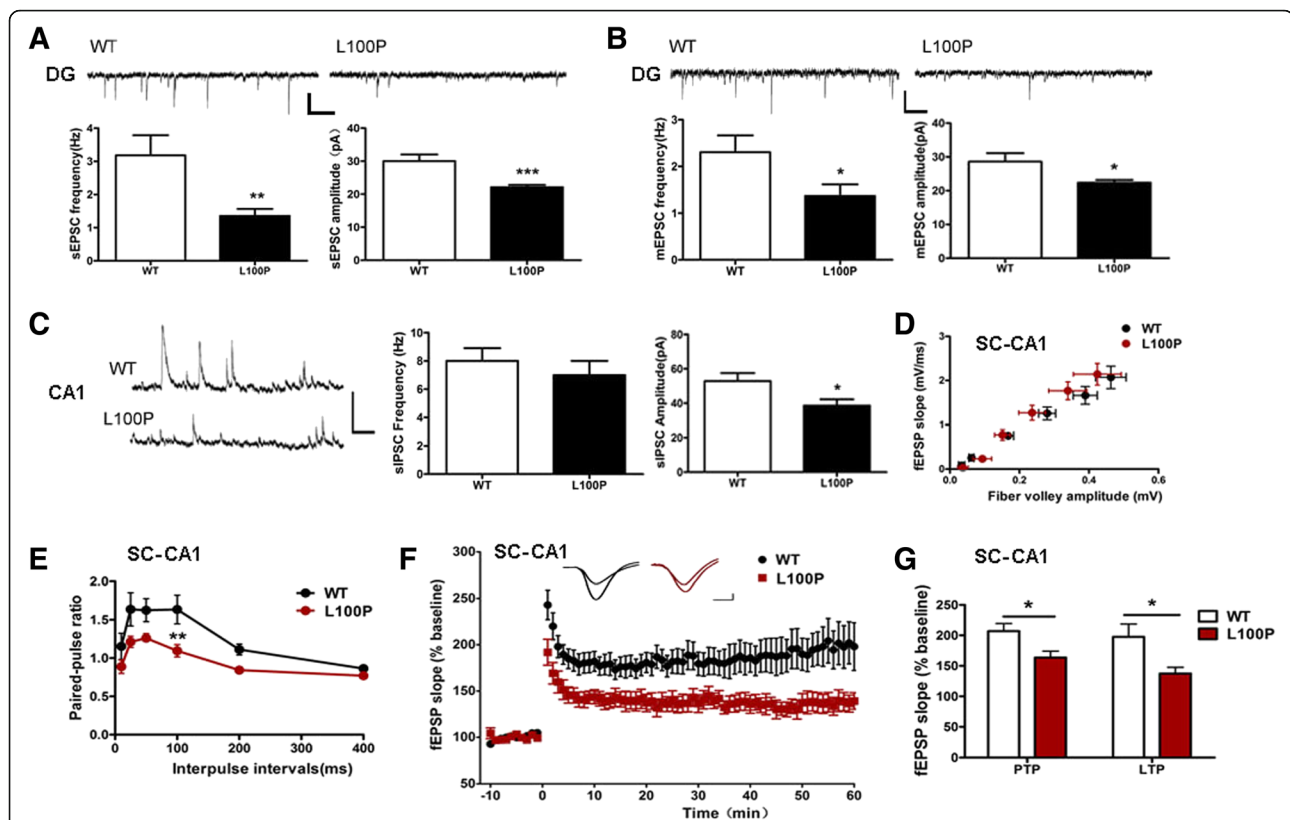 A
WT
L100P
DG
sEPSC frequency(Hz)
4
3
2
1
0
**
WT
L100P
sEPSC amplitude (pA)
40
30
20
10
0
***
WT
L100P
B
WT
L100P
DG
mEPSC frequency(Hz)
3
2
1
0
*
WT
L100P
mEPSC amplitude(pA)
40
30
20
10
0
*
WT
L100P
C
WT
CA1
L100P
sIPSC Frequency (Hz)
10
8
6
4
2
0
WT
L100P
sIPSC Amplitude(pA)
80
60
40
20
0
*
WT
L100P
D
SC-CA1
WT
L100P
fEPSP slope (mV/ms)
3
2
1
0
0.0
0.2
0.4
0.6
Fiber volley amplitude (mV)
E
SC-CA1
WT
L100P
Paired-pulse ratio
2.0
1.5
1.0
0.5
0.0
**
0
100
200
300
400
Interpulse intervals(ms)
F
SC-CA1
WT
L100P
fEPSP slope (% baseline)
300
250
200
150
100
50
-10
0
10
20
30
40
50
60
Time (min)
G
SC-CA1
WT
L100P
fEPSP slope (% baseline)
250
200
150
100
50
0
*
*
PTP
LTP